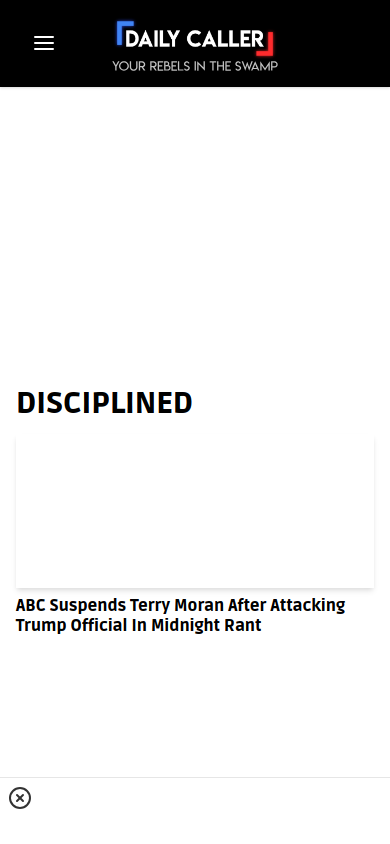 DAILY CALLER
YOUR REBELS IN THE SWAMP
DISCIPLINED
ABC Suspends Terry Moran After Attacking
Trump Official In Midnight Rant